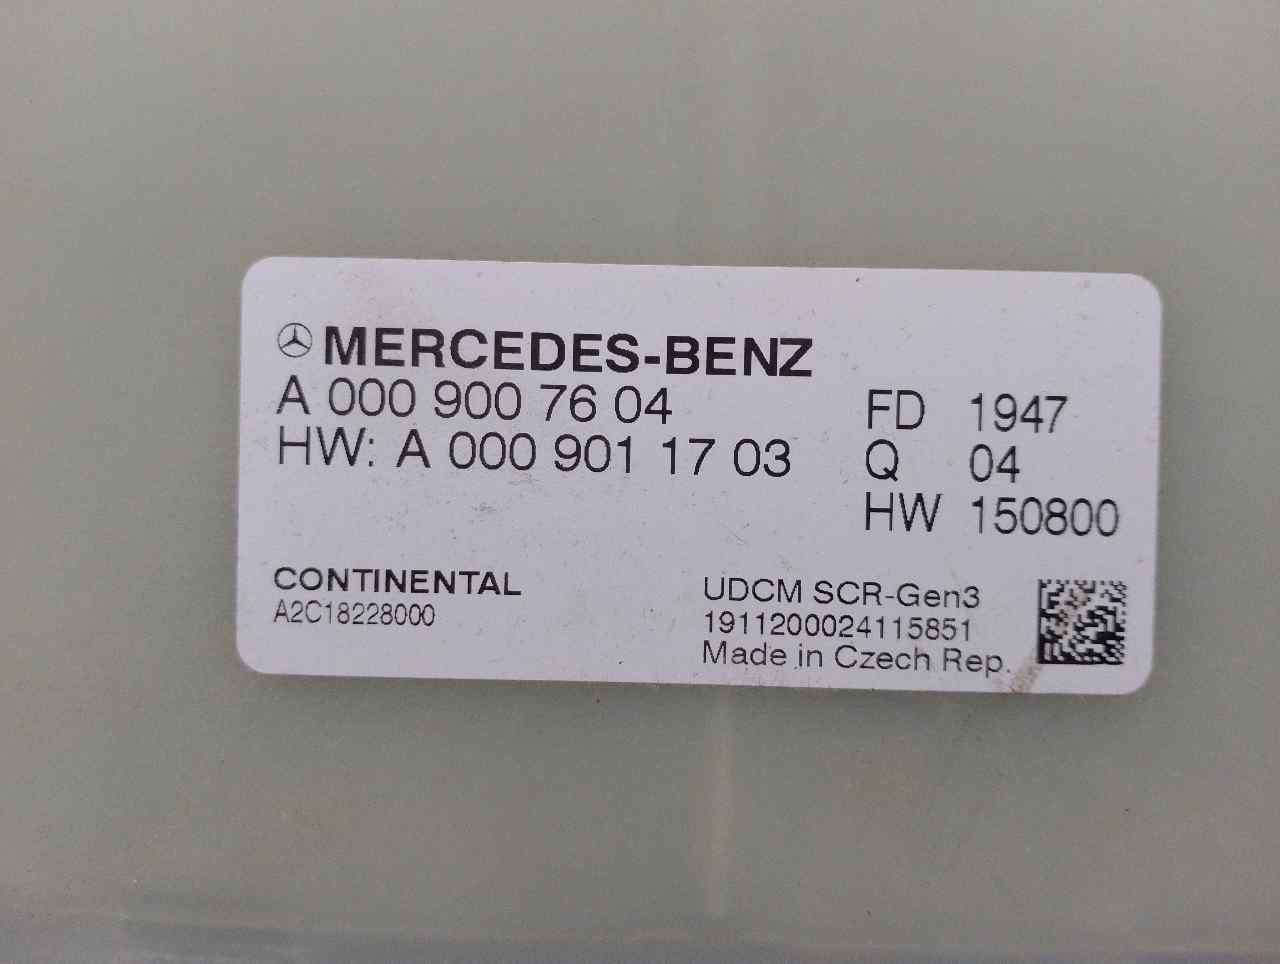 MERCEDES-BENZ
A 000 900 76 04
HW: A 000 901 17 03
FD 1947
Q 04
HW 150800
CONTINENTAL
A2C18228000
UDCM SCR-Gen3
1911200024115851
Made in Czech Rep.